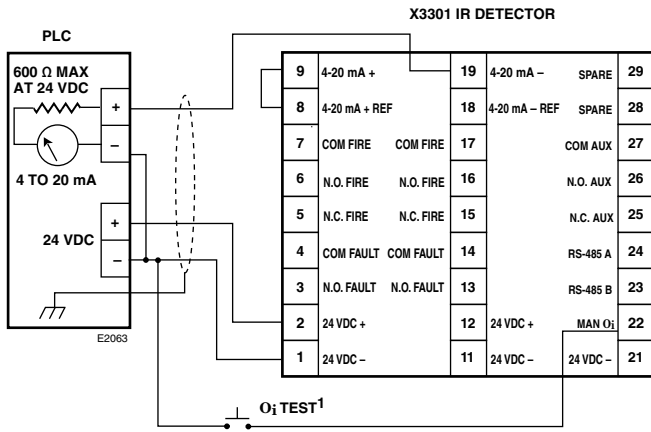 X3301 IR DETECTOR
PLC
600 Ω MAX
AT 24 VDC
+
–
4 TO 20 mA
24 VDC
+
–
E2063
9 4-20 mA + 19 4-20 mA – SPARE 29
8 4-20 mA + REF 18 4-20 mA – REF SPARE 28
7 COM FIRE COM FIRE 17 COM AUX 27
6 N.O. FIRE N.O. FIRE 16 N.O. AUX 26
5 N.C. FIRE N.C. FIRE 15 N.C. AUX 25
4 COM FAULT COM FAULT 14 RS-485 A 24
3 N.O. FAULT N.O. FAULT 13 RS-485 B 23
2 24 VDC + 12 24 VDC + MAN Oi 22
1 24 VDC – 11 24 VDC – 24 VDC – 21
Oi TEST1